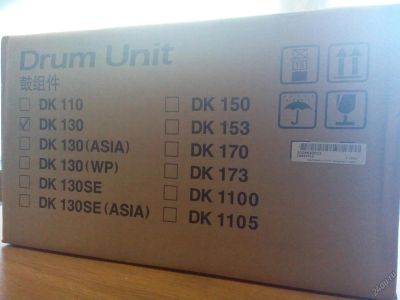 Drum Unit
鼓组件
DK 110
DK 130
DK 130(ASIA)
DK 130(WP)
DK 130SE
DK 130SE(ASIA)
DK 150
DK 153
DK 170
DK 173
DK 1100
DK 1105